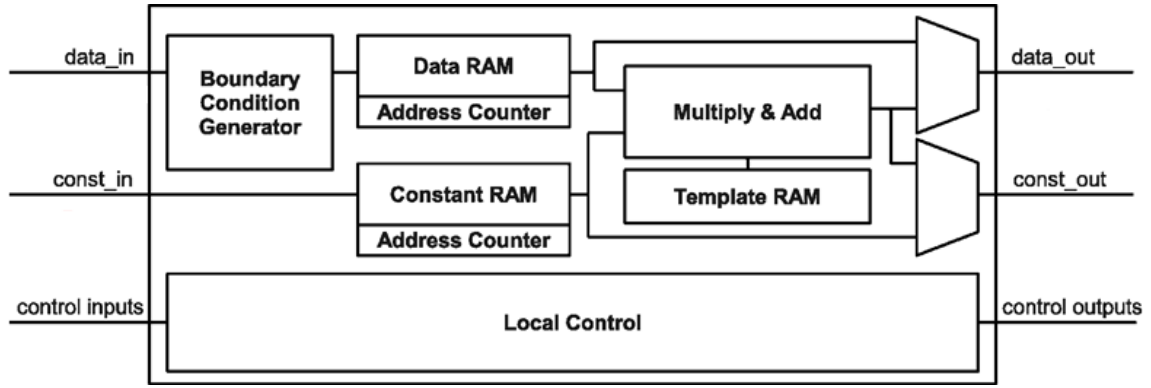 data_in
Boundary
Condition
Generator
Data RAM
Address Counter
Multiply & Add
data_out
const_in
Constant RAM
Address Counter
Template RAM
const_out
control inputs
Local Control
control outputs